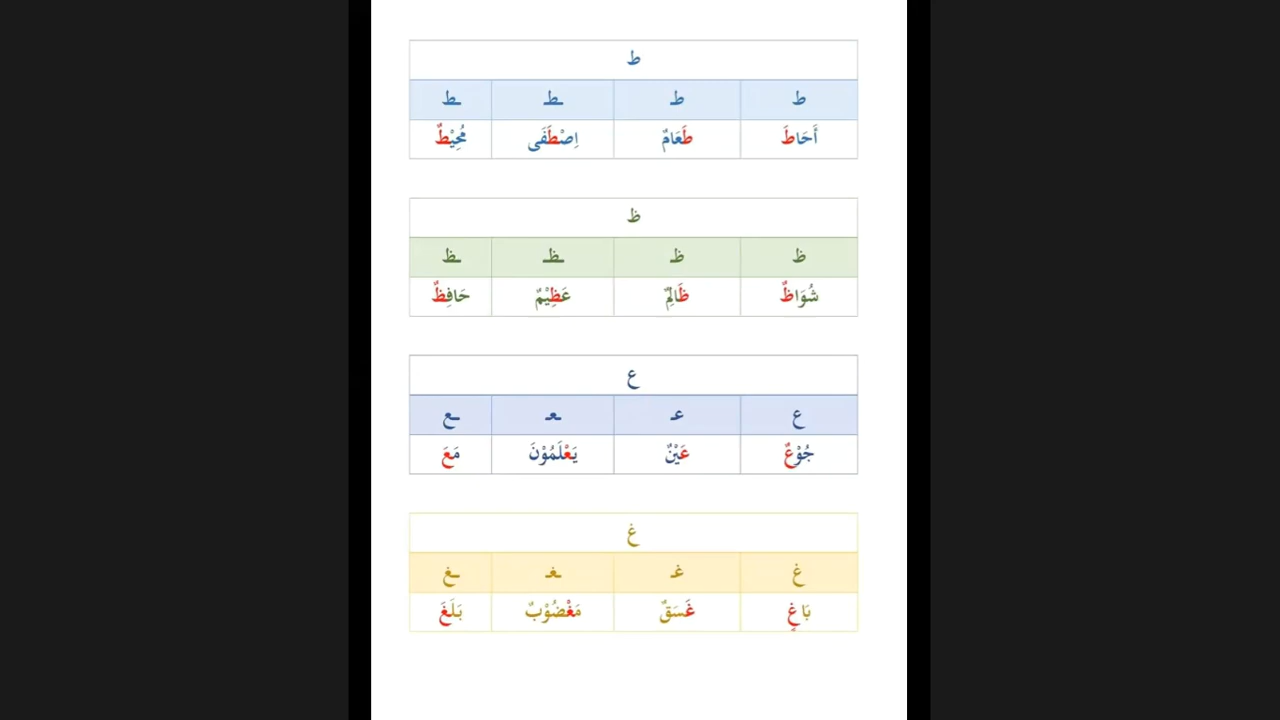 ط
ط طـ ـطـ ـط
أَحَاطَ طَعَامٌ اِصْطَفَى مُحِيْطٌ
ظ
ظ ظـ ـظـ ـظ
شُوَاظٌ ظَالِمٌ عَظِيْمٌ حَافِظٌ
ع
ع عـ ـعـ ـع
جُوْعٌ عَيْنٌ يَعْلَمُوْنَ مَعَ
غ
غ غـ ـغـ ـغ
بَاغٍ غَسَقٌ مَغْضُوْبٌ بَلَغَ